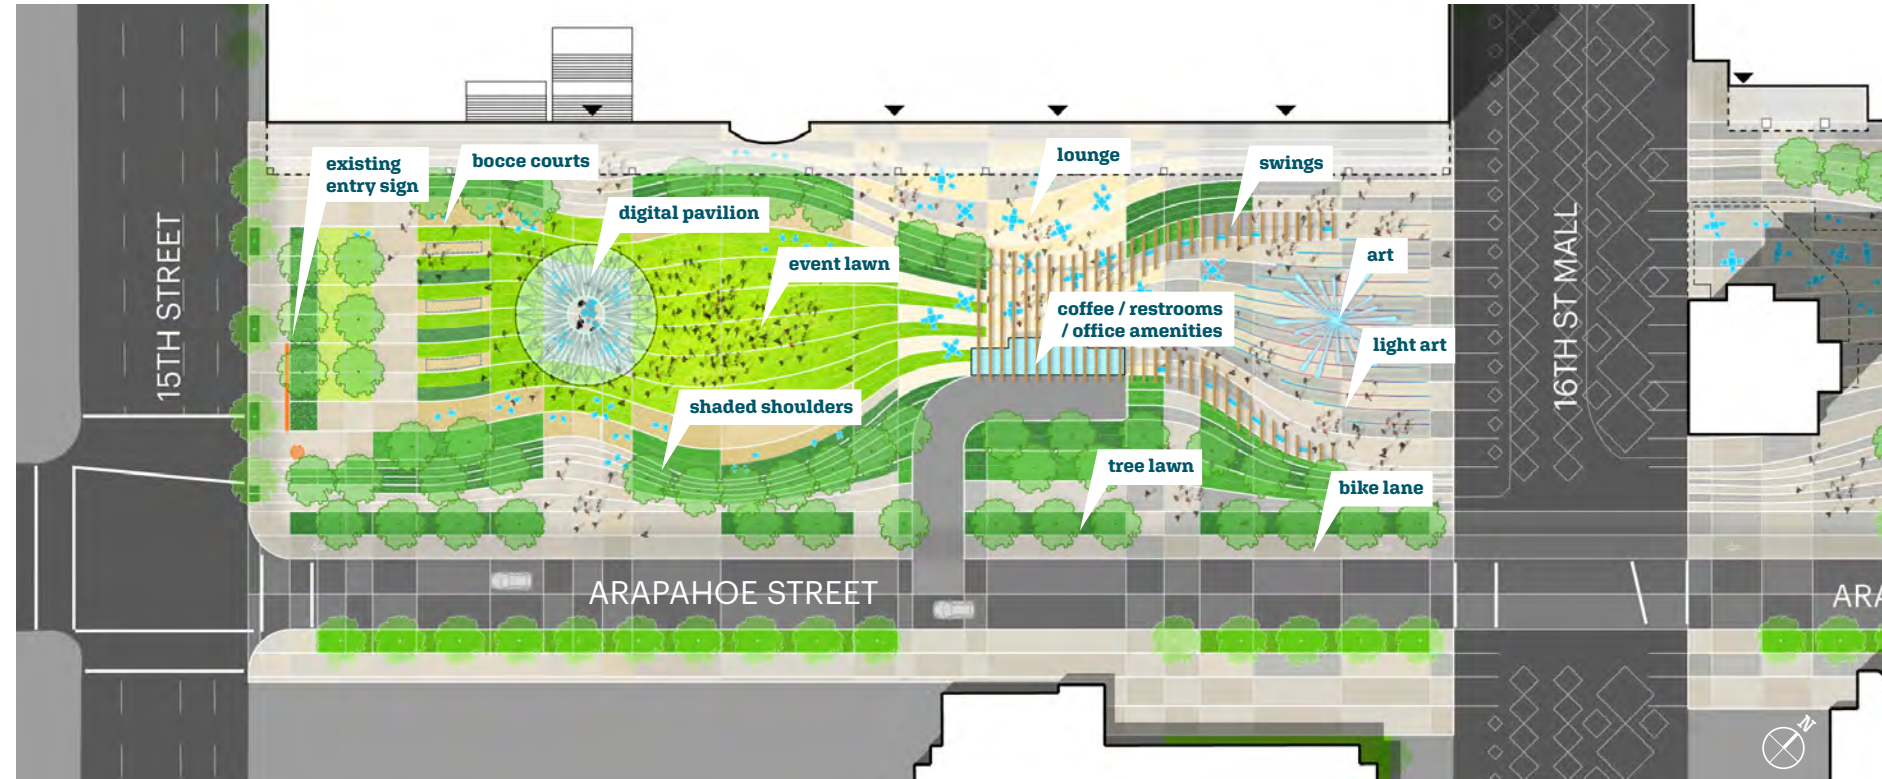 existing
entry sign
bocce courts
digital pavilion
event lawn
lounge
swings
art
coffee / restrooms
/ office amenities
light art
shaded shoulders
tree lawn
bike lane
15TH STREET
16TH ST MALL
ARAPAHOE STREET
ARA
N